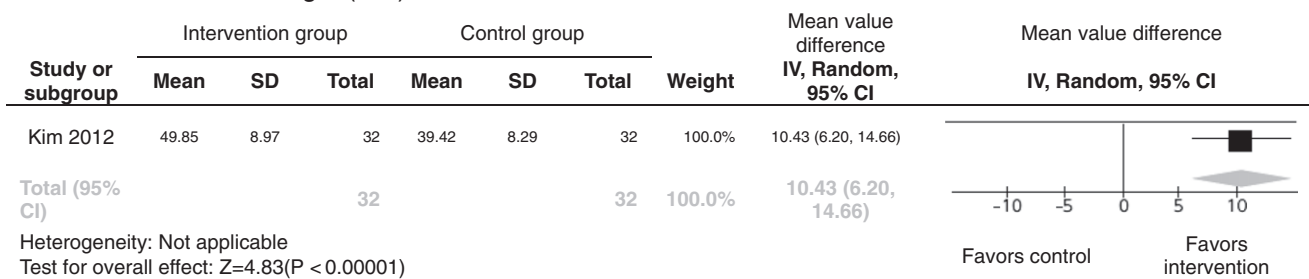 Intervention group Control group Mean value difference Mean value difference
Study or subgroup Mean SD Total Mean SD Total Weight IV, Random, 95% CI IV, Random, 95% CI
Kim 2012 49.85 8.97 32 39.42 8.29 32 100.0% 10.43 (6.20, 14.66)
Total (95% CI) 32 32 100.0% 10.43 (6.20, 14.66)
-10 -5 0 5 10
Heterogeneity: Not applicable
Test for overall effect: Z=4.83(P < 0.00001)
Favors control Favors intervention